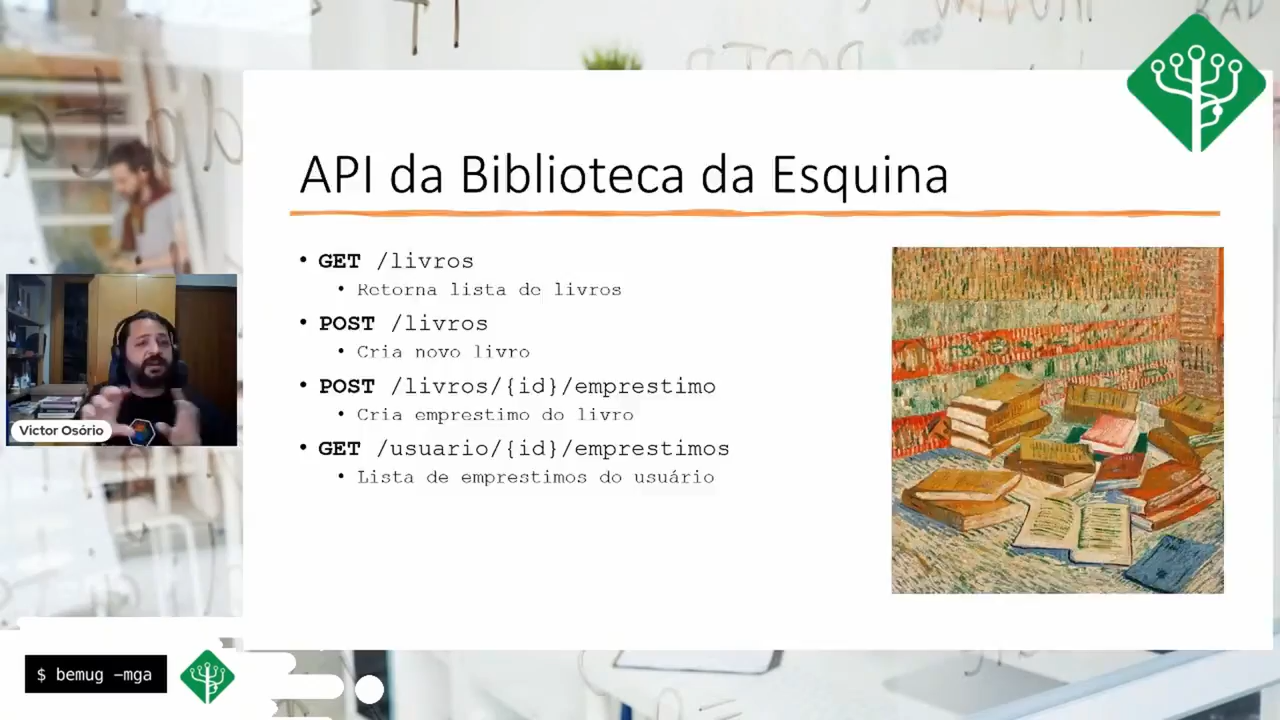 API da Biblioteca da Esquina
• GET /livros
• Retorna lista de livros
• POST /livros
• Cria novo livro
• POST /livros/{id}/emprestimo
• Cria emprestimo do livro
• GET /usuario/{id}/emprestimos
• Lista de emprestimos do usuário
Victor Osório
$ bemug -mga